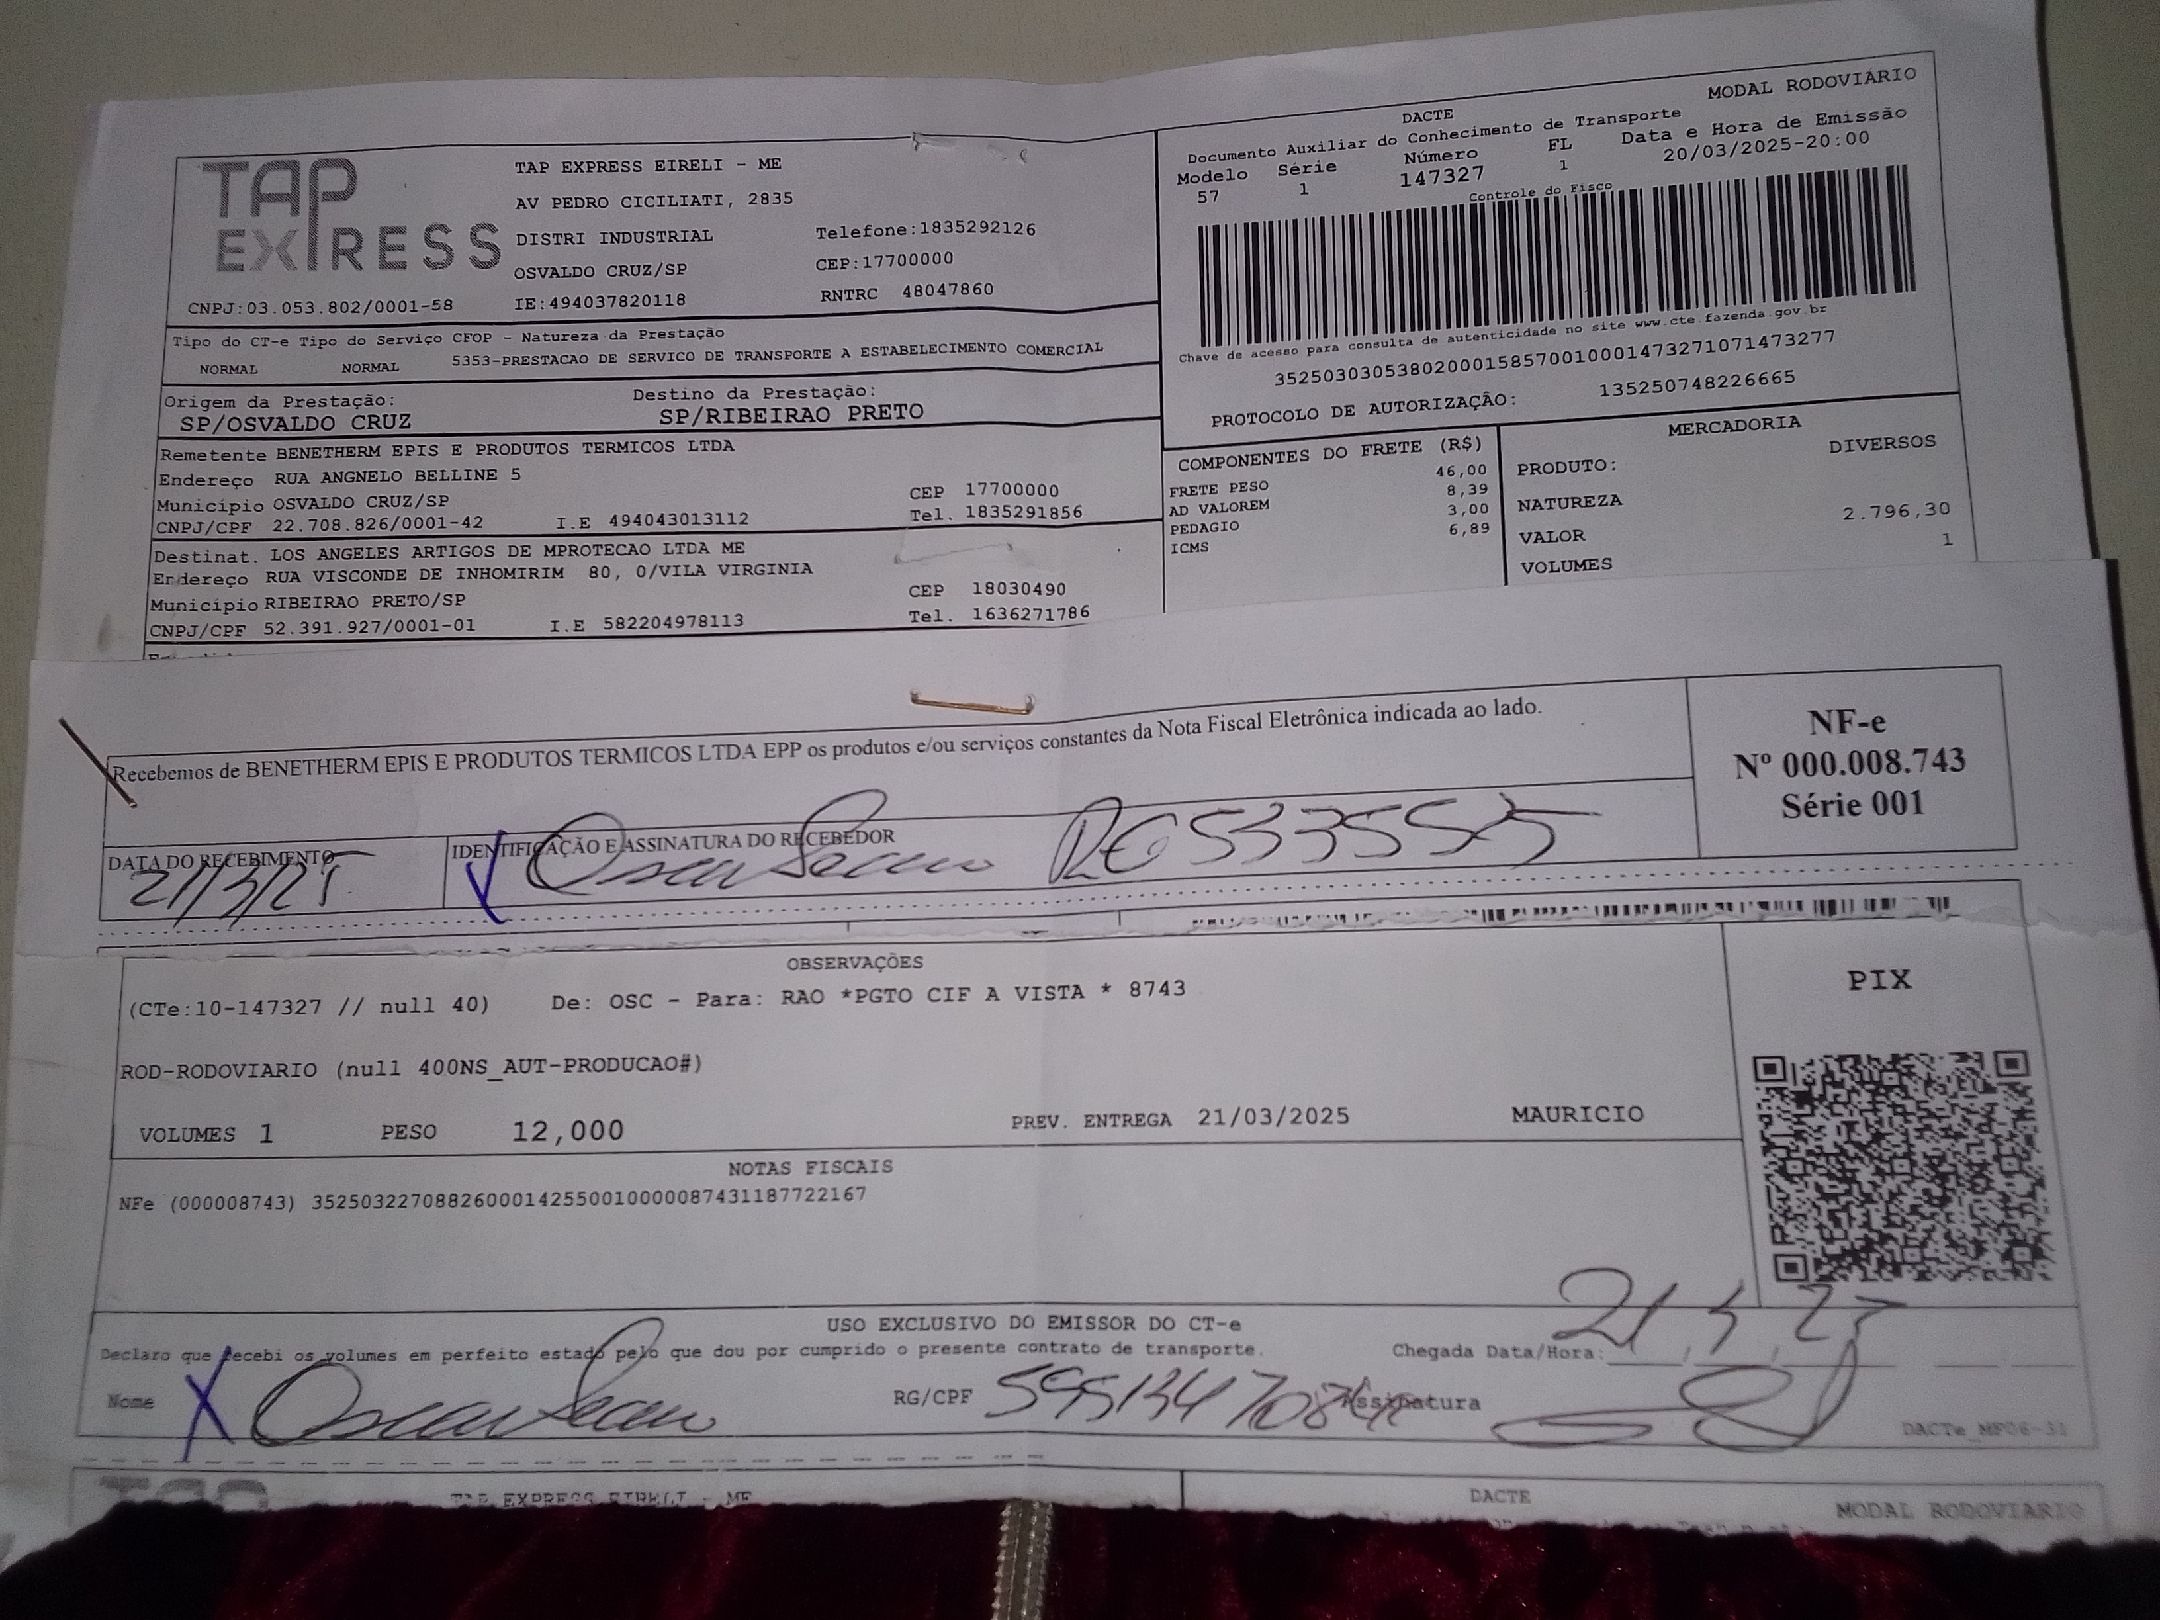 TAP EXPRESS
TAP EXPRESS EIRELI - ME
AV PEDRO CICILIATI, 2835
DISTRI INDUSTRIAL Telefone:1835292126
OSVALDO CRUZ/SP CEP:17700000
CNPJ:03.053.802/0001-58 IE:494037820118 RNTRC 48047860
DACTE MODAL RODOVIÁRIO
Documento Auxiliar do Conhecimento de Transporte
Modelo Série Número FL Data e Hora de Emissão
57 1 147327 1 20/03/2025-20:00
Controle do Fisco
Chave de acesso para consulta de autenticidade no site www.cte.fazenda.gov.br
35250303053802000158570010001473271071473277
PROTOCOLO DE AUTORIZAÇÃO: 135250748226665
Tipo do CT-e Tipo do Serviço CFOP - Natureza da Prestação
NORMAL NORMAL 5353-PRESTACAO DE SERVICO DE TRANSPORTE A ESTABELECIMENTO COMERCIAL
Origem da Prestação: Destino da Prestação:
SP/OSVALDO CRUZ SP/RIBEIRAO PRETO
Remetente BENETHERM EPIS E PRODUTOS TERMICOS LTDA
Endereço RUA ANGNELO BELLINE 5
Município OSVALDO CRUZ/SP CEP 17700000
CNPJ/CPF 22.708.826/0001-42 I.E 494043013112 Tel. 1835291856
Destinat. LOS ANGELES ARTIGOS DE MPROTECAO LTDA ME
Endereço RUA VISCONDE DE INHOMIRIM 80, 0/VILA VIRGINIA
Município RIBEIRAO PRETO/SP CEP 18030490
CNPJ/CPF 52.391.927/0001-01 I.E 582204978113 Tel. 1636271786
COMPONENTES DO FRETE (R$)
FRETE PESO 46,00
AD VALOREM 8,39
PEDAGIO 3,00
ICMS 6,89
MERCADORIA
PRODUTO: DIVERSOS
NATUREZA
VALOR 2.796,30
VOLUMES 1
Recebemos de BENETHERM EPIS E PRODUTOS TERMICOS LTDA EPP os produtos e/ou serviços constantes da Nota Fiscal Eletrônica indicada ao lado.
NF-e
Nº 000.008.743
Série 001
DATA DO RECEBIMENTO IDENTIFICAÇÃO E ASSINATURA DO RECEBEDOR
21/3/25 RG 53355525
OBSERVAÇÕES
(CTe:10-147327 // null 40) De: OSC - Para: RAO *PGTO CIF A VISTA * 8743
ROD-RODOVIARIO (null 400NS_AUT-PRODUCAO#)
VOLUMES 1 PESO 12,000 PREV. ENTREGA 21/03/2025 MAURICIO
PIX
NOTAS FISCAIS
NFe (000008743) 35250322708826000142550010000087431187722167
USO EXCLUSIVO DO EMISSOR DO CT-e
Declaro que recebi os volumes em perfeito estado pelo que dou por cumprido o presente contrato de transporte.
Chegada Data/Hora:
Nome RG/CPF Assinatura
DACTe_MF06-31
TAP EXPRESS EIRELI - ME
DACTE
MODAL RODOVIÁRIO